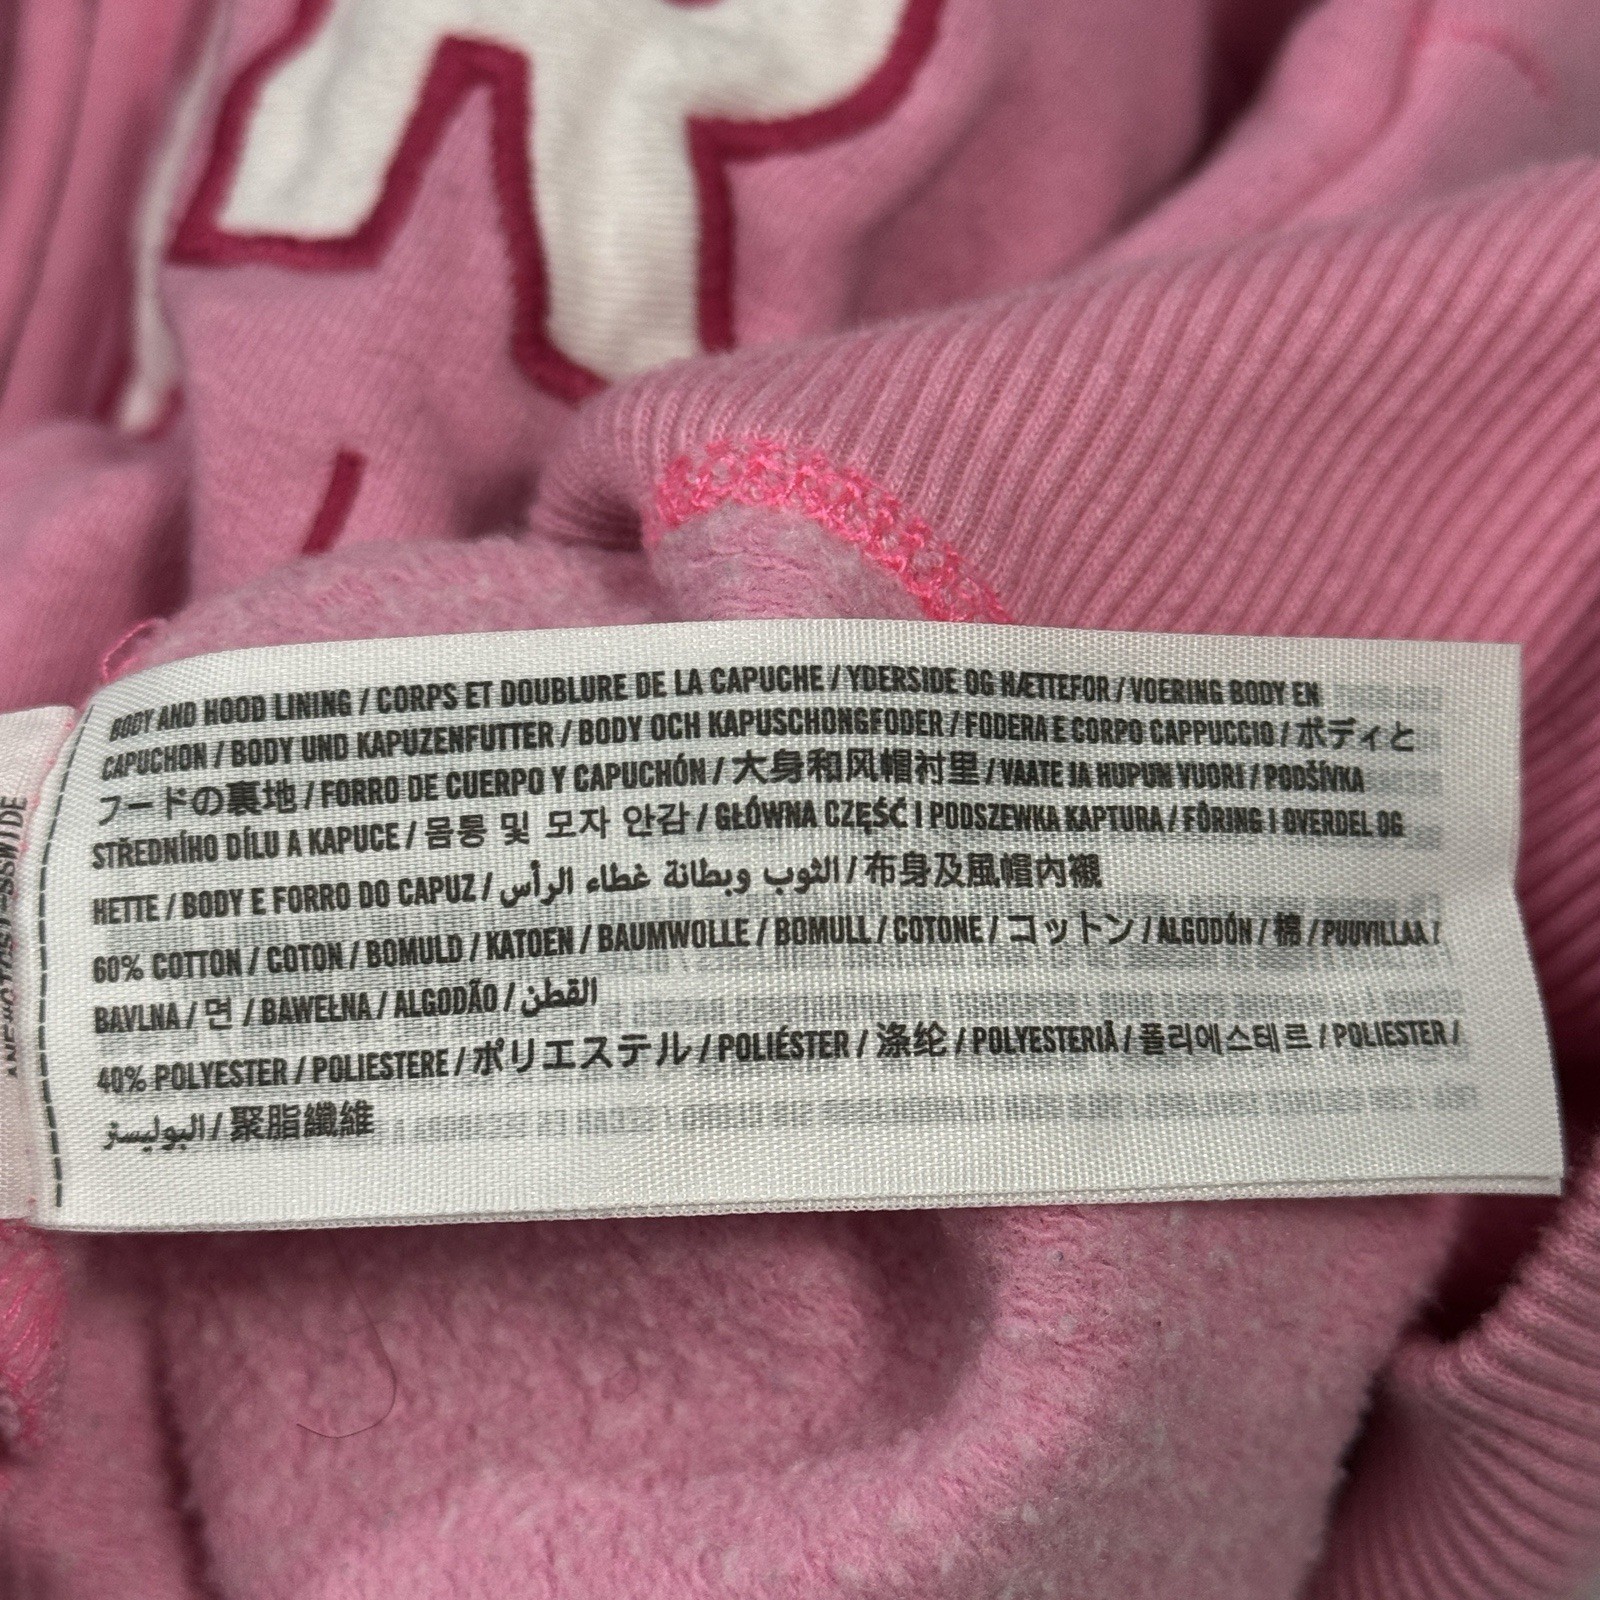 BODY AND HOOD LINING / CORPS ET DOUBLURE DE LA CAPUCHE / YDERSIDE OG HÆTTEFOR / VOERING BODY EN
CAPUCHON / BODY UND KAPUZENFUTTER / BODY OCH KAPUSCHONGFODER / FODERA E CORPO CAPPUCCIO / ボディと
フードの裏地 / FORRO DE CUERPO Y CAPUCHÓN / 大身和风帽衬里 / VAATE JA HUPUN VUORI / PODŠÍVKA
STŘEDNÍHO DÍLU A KAPUCE / 몸통 및 모자 안감 / GŁÓWNA CZĘŚĆ I PODSZEWKA KAPTURA / FÔRING I OVERDEL OG
HETTE / BODY E FORRO DO CAPUZ / الثوب وبطانة غطاء الرأس / 布身及風帽內襯
60% COTTON / COTON / BOMULD / KATOEN / BAUMWOLLE / BOMULL / COTONE / コットン / ALGODÓN / 棉 / PUUVILLAA /
BAVLNA / 면 / BAWEŁNA / ALGODÃO / القطن
40% POLYESTER / POLIESTERE / ポリエステル / POLIÉSTER / 涤纶 / POLYESTERIÄ / 폴리에스테르 / POLIESTER /
البوليستر / 聚脂纖維